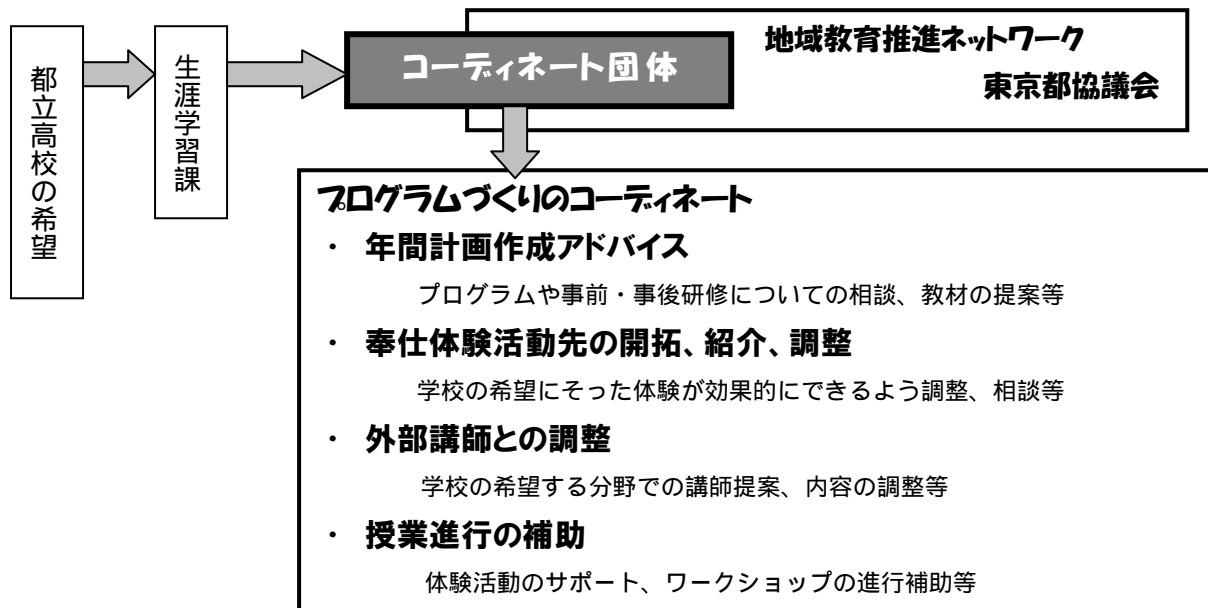 都立高校の希望
生涯学習課
コーディネート団体
地域教育推進ネットワーク
東京都協議会
プログラムづくりのコーディネート
・ 年間計画作成アドバイス
プログラムや事前・事後研修についての相談、教材の提案等
・ 奉仕体験活動先の開拓、紹介、調整
学校の希望にそった体験が効果的にできるよう調整、相談等
・ 外部講師との調整
学校の希望する分野での講師提案、内容の調整等
・ 授業進行の補助
体験活動のサポート、ワークショップの進行補助等